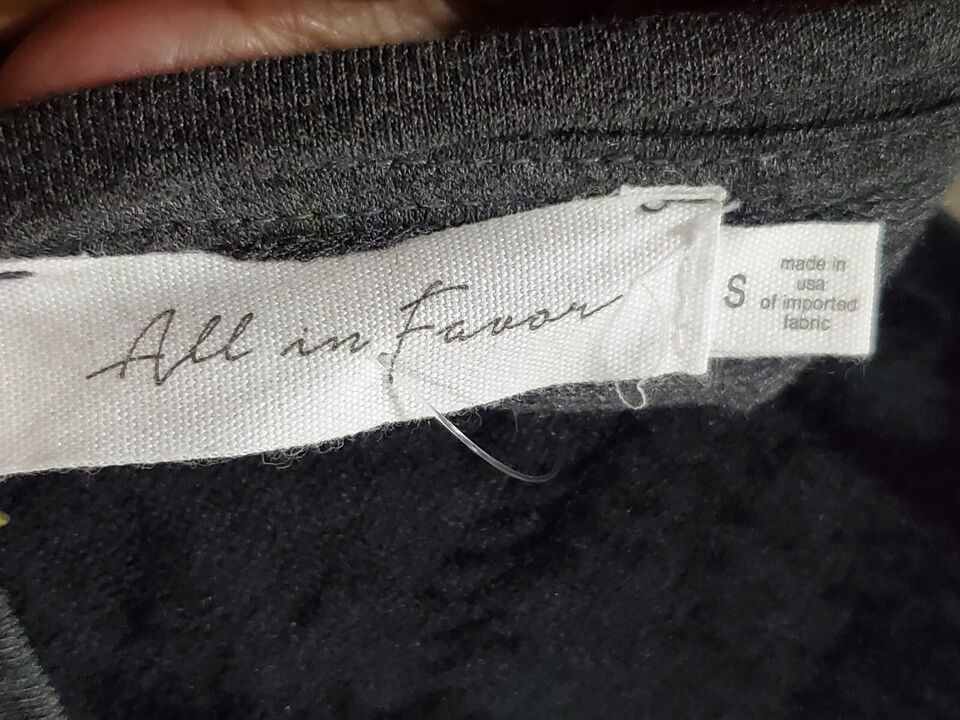 All in Favor
S
made in
usa
of imported
fabric